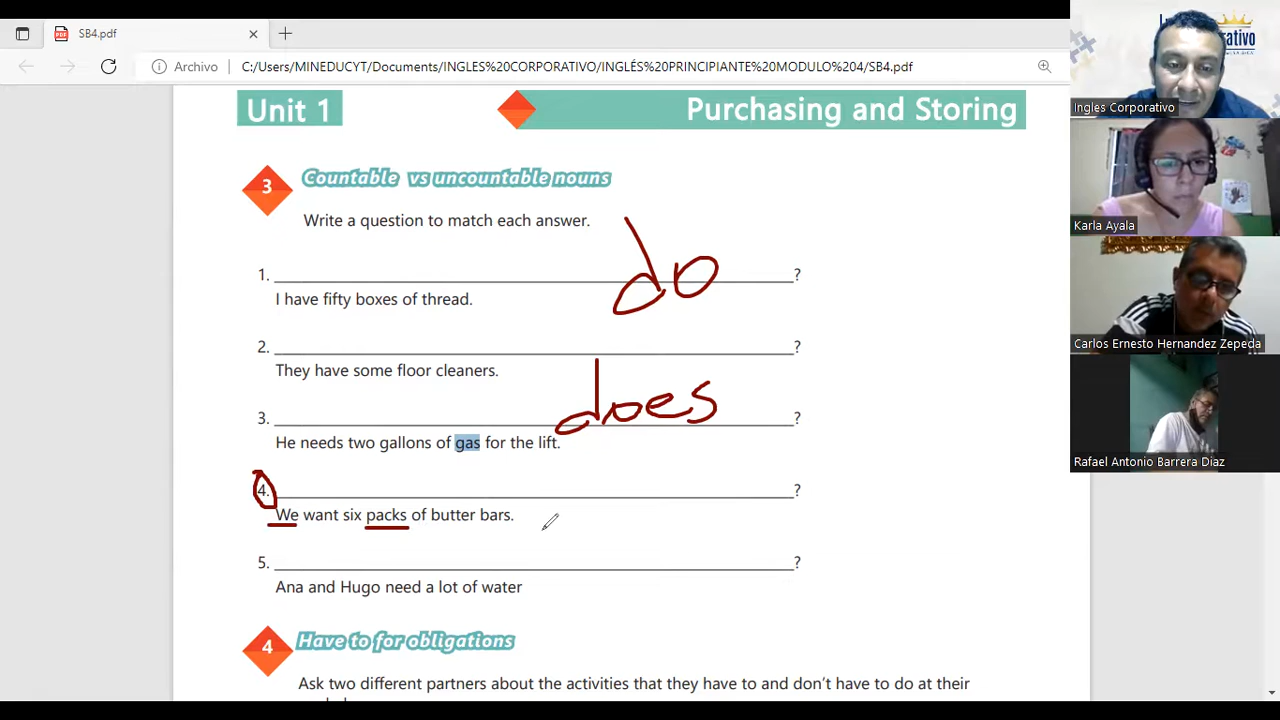 SB4.pdf
Archivo C:/Users/MINEDUCYT/Documents/INGLES%20CORPORATIVO/INGLÉS%20PRINCIPIANTE%20MODULO%204/SB4.pdf
Unit 1
Purchasing and Storing
3 Countable vs uncountable nouns
Write a question to match each answer.
do
1. ?
I have fifty boxes of thread.
2. ?
They have some floor cleaners.
does
3. ?
He needs two gallons of gas for the lift.
4. ?
We want six packs of butter bars.
5. ?
Ana and Hugo need a lot of water
4 Have to for obligations
Ask two different partners about the activities that they have to and don't have to do at their
Ingles Corporativo
Karla Ayala
Carlos Ernesto Hernandez Zepeda
Rafael Antonio Barrera Diaz